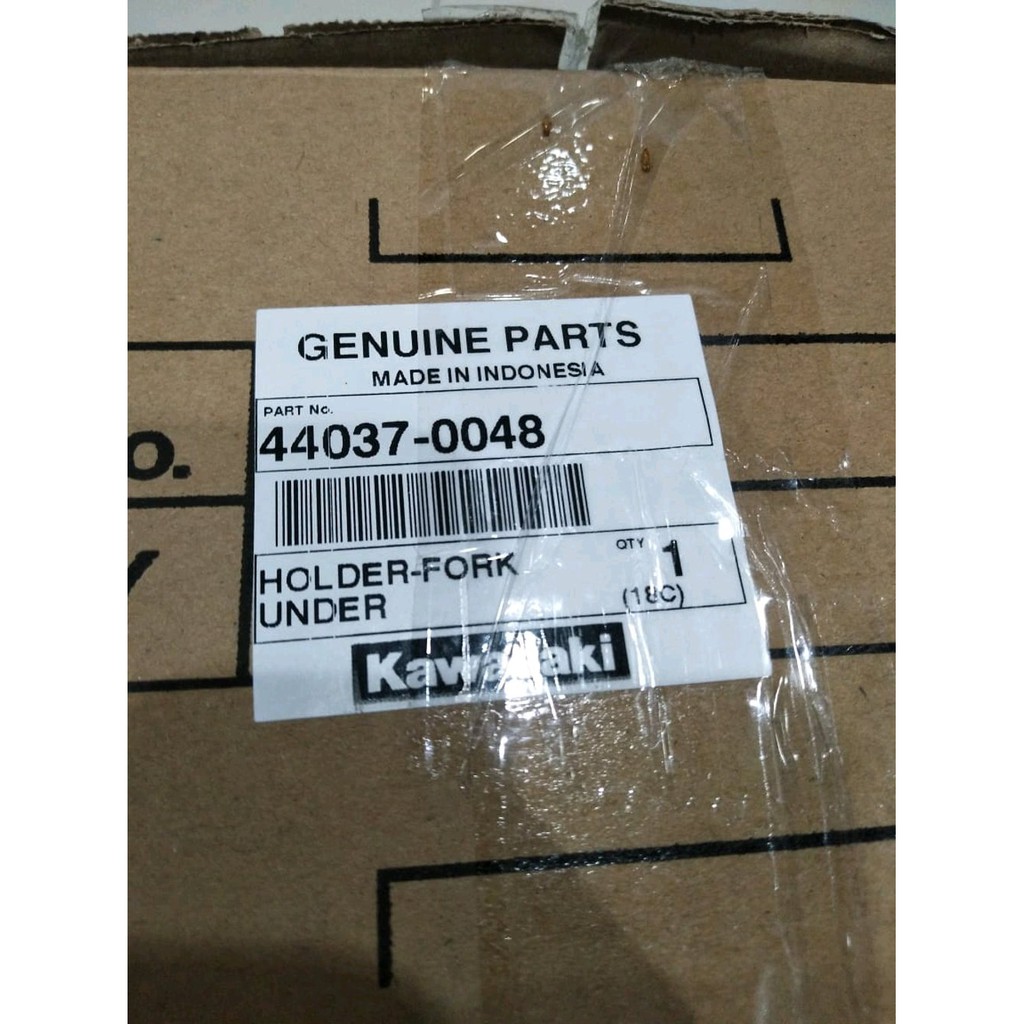 GENUINE PARTS
MADE IN INDONESIA
PART No.
44037-0048
HOLDER-FORK
UNDER
QTY 1
(18C)
Kawasaki
o.